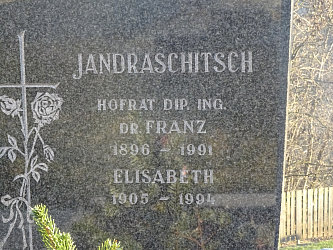 JANDRASCHITSCH
HOFRAT DIP. ING.
DR. FRANZ
1896 - 1991
ELISABETH
1905 - 1994